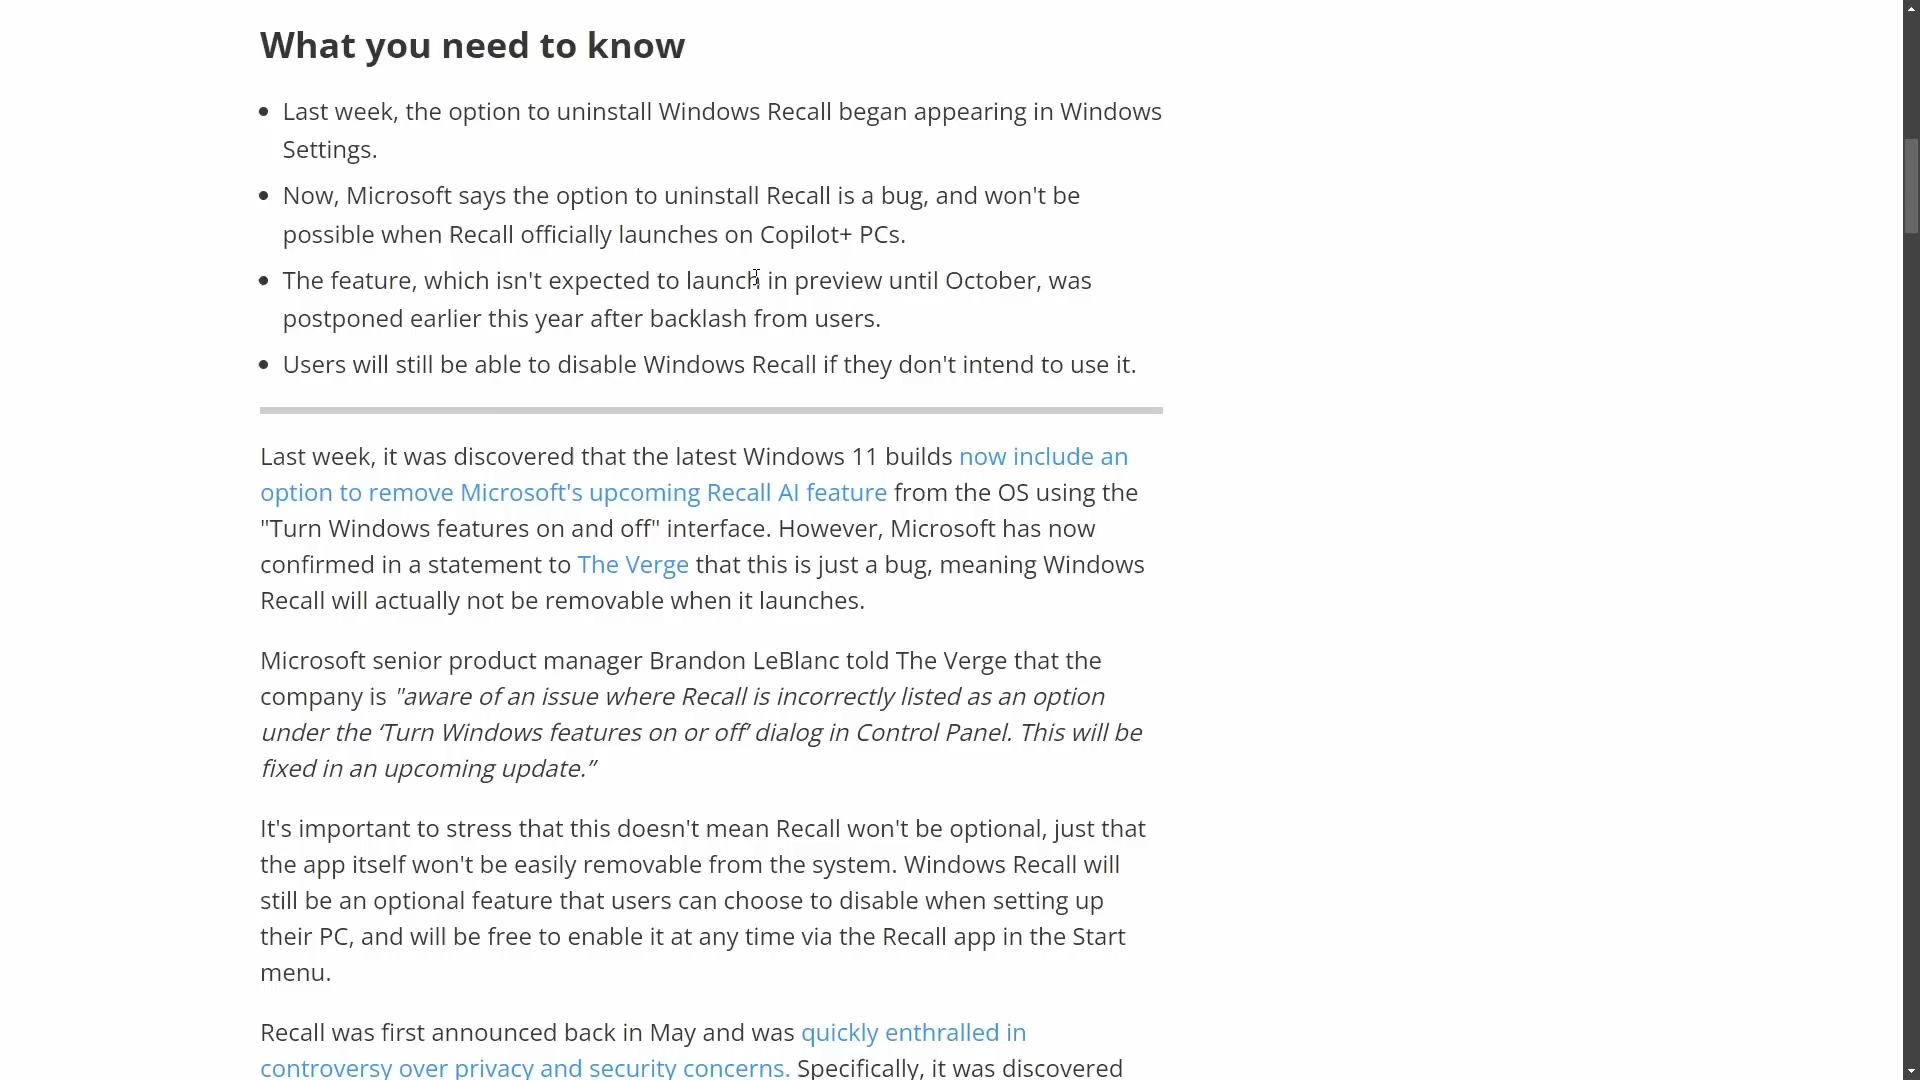 What you need to know
Last week, the option to uninstall Windows Recall began appearing in Windows
Settings.
Now, Microsoft says the option to uninstall Recall is a bug, and won't be
possible when Recall officially launches on Copilot+ PCs.
The feature, which isn't expected to launch in preview until October, was
postponed earlier this year after backlash from users.
Users will still be able to disable Windows Recall if they don't intend to use it.
Last week, it was discovered that the latest Windows 11 builds now include an
option to remove Microsoft's upcoming Recall AI feature from the OS using the
"Turn Windows features on and off" interface. However, Microsoft has now
confirmed in a statement to The Verge that this is just a bug, meaning Windows
Recall will actually not be removable when it launches.
Microsoft senior product manager Brandon LeBlanc told The Verge that the
company is "aware of an issue where Recall is incorrectly listed as an option
under the ‘Turn Windows features on or off’ dialog in Control Panel. This will be
fixed in an upcoming update.”
It's important to stress that this doesn't mean Recall won't be optional, just that
the app itself won't be easily removable from the system. Windows Recall will
still be an optional feature that users can choose to disable when setting up
their PC, and will be free to enable it at any time via the Recall app in the Start
menu.
Recall was first announced back in May and was quickly enthralled in
controversy over privacy and security concerns. Specifically, it was discovered